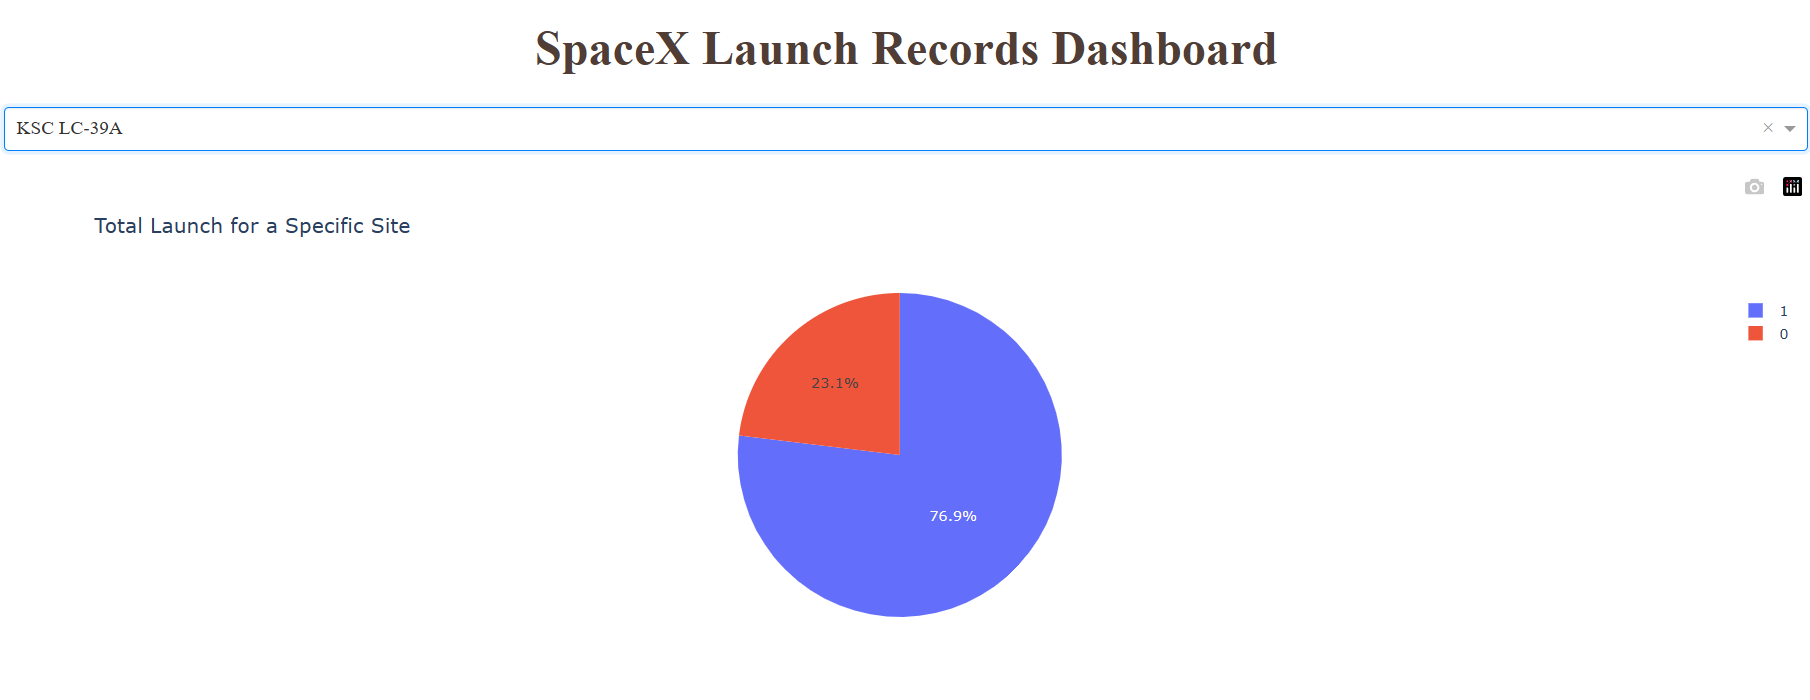 SpaceX Launch Records Dashboard
KSC LC-39A
×
Total Launch for a Specific Site
1
0
23.1%
76.9%